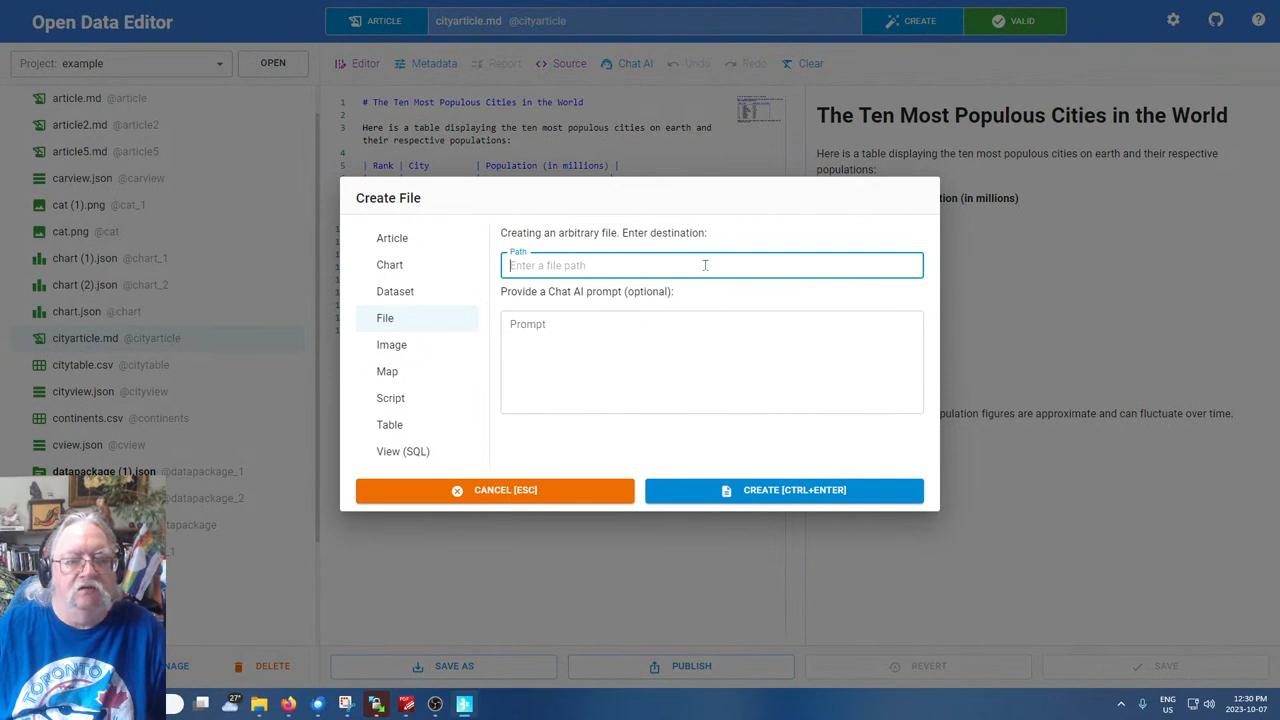 Open Data Editor
ARTICLE
cityarticle.md @cityarticle
CREATE
VALID
Project: example
OPEN
Editor
Metadata
Report
Source
Chat AI
Undo
Redo
Clear
article.md @article
article2.md @article2
article5.md @article5
carview.json @carview
cat (1).png @cat_1
cat.png @cat
chart (1).json @chart_1
chart (2).json @chart_2
chart.json @chart
cityarticle.md @cityarticle
citytable.csv @citytable
cityview.json @cityview
continents.csv @continents
cview.json @cview
datapackage (1).json @datapackage_1
@datapackage_2
DELETE
1 # The Ten Most Populous Cities in the World
2
3 Here is a table displaying the ten most populous cities on earth and
their respective populations:
4
5 | Rank | City | Population (in millions) |
The Ten Most Populous Cities in the World
Here is a table displaying the ten most populous cities on earth and their respective
populations:
(in millions)
figures are approximate and can fluctuate over time.
Create File
Article
Chart
Dataset
File
Image
Map
Script
Table
View (SQL)
Creating an arbitrary file. Enter destination:
Path
Enter a file path
Provide a Chat AI prompt (optional):
Prompt
CANCEL [ESC]
CREATE [CTRL+ENTER]
SAVE AS
PUBLISH
REVERT
SAVE
TORONTO
27°
ENG
US
12:30 PM
2023-10-07